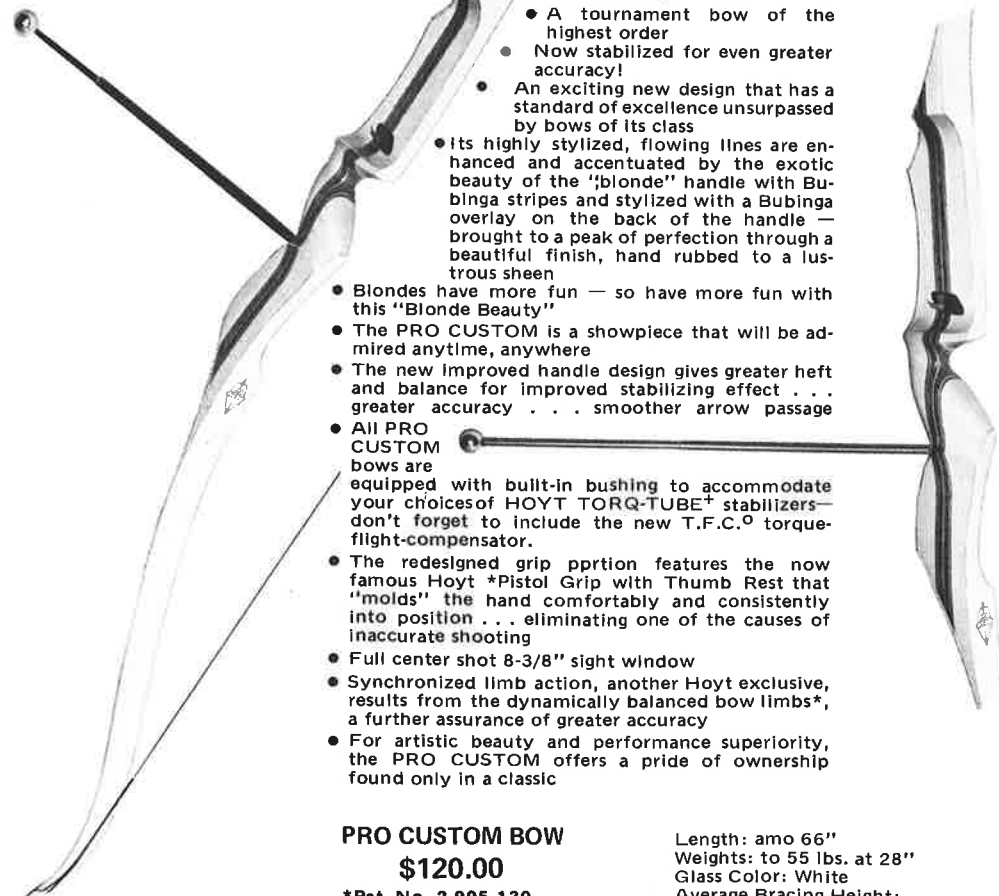 ● A tournament bow of the
highest order
● Now stabilized for even greater
accuracy!
● An exciting new design that has a
standard of excellence unsurpassed
by bows of its class
● Its highly stylized, flowing lines are en-
hanced and accentuated by the exotic
beauty of the "¦blonde" handle with Bu-
binga stripes and stylized with a Bubinga
overlay on the back of the handle —
brought to a peak of perfection through a
beautiful finish, hand rubbed to a lus-
trous sheen
● Blondes have more fun — so have more fun with
this "Blonde Beauty"
● The PRO CUSTOM is a showpiece that will be ad-
mired anytime, anywhere
● The new improved handle design gives greater heft
and balance for improved stabilizing effect . . .
greater accuracy . . . smoother arrow passage
● All PRO
CUSTOM
bows are
equipped with built-in bushing to accommodate
your choicesof HOYT TORQ-TUBE+ stabilizers—
don't forget to include the new T.F.C.º torque-
flight-compensator.
● The redesigned grip pprtion features the now
famous Hoyt *Pistol Grip with Thumb Rest that
"molds" the hand comfortably and consistently
into position . . . eliminating one of the causes of
inaccurate shooting
● Full center shot 8-3/8" sight window
● Synchronized limb action, another Hoyt exclusive,
results from the dynamically balanced bow limbs*,
a further assurance of greater accuracy
● For artistic beauty and performance superiority,
the PRO CUSTOM offers a pride of ownership
found only in a classic
PRO CUSTOM BOW
$120.00
*Pat. No. 2,995,130
Length: amo 66"
Weights: to 55 lbs. at 28"
Glass Color: White
Average Bracing Height: